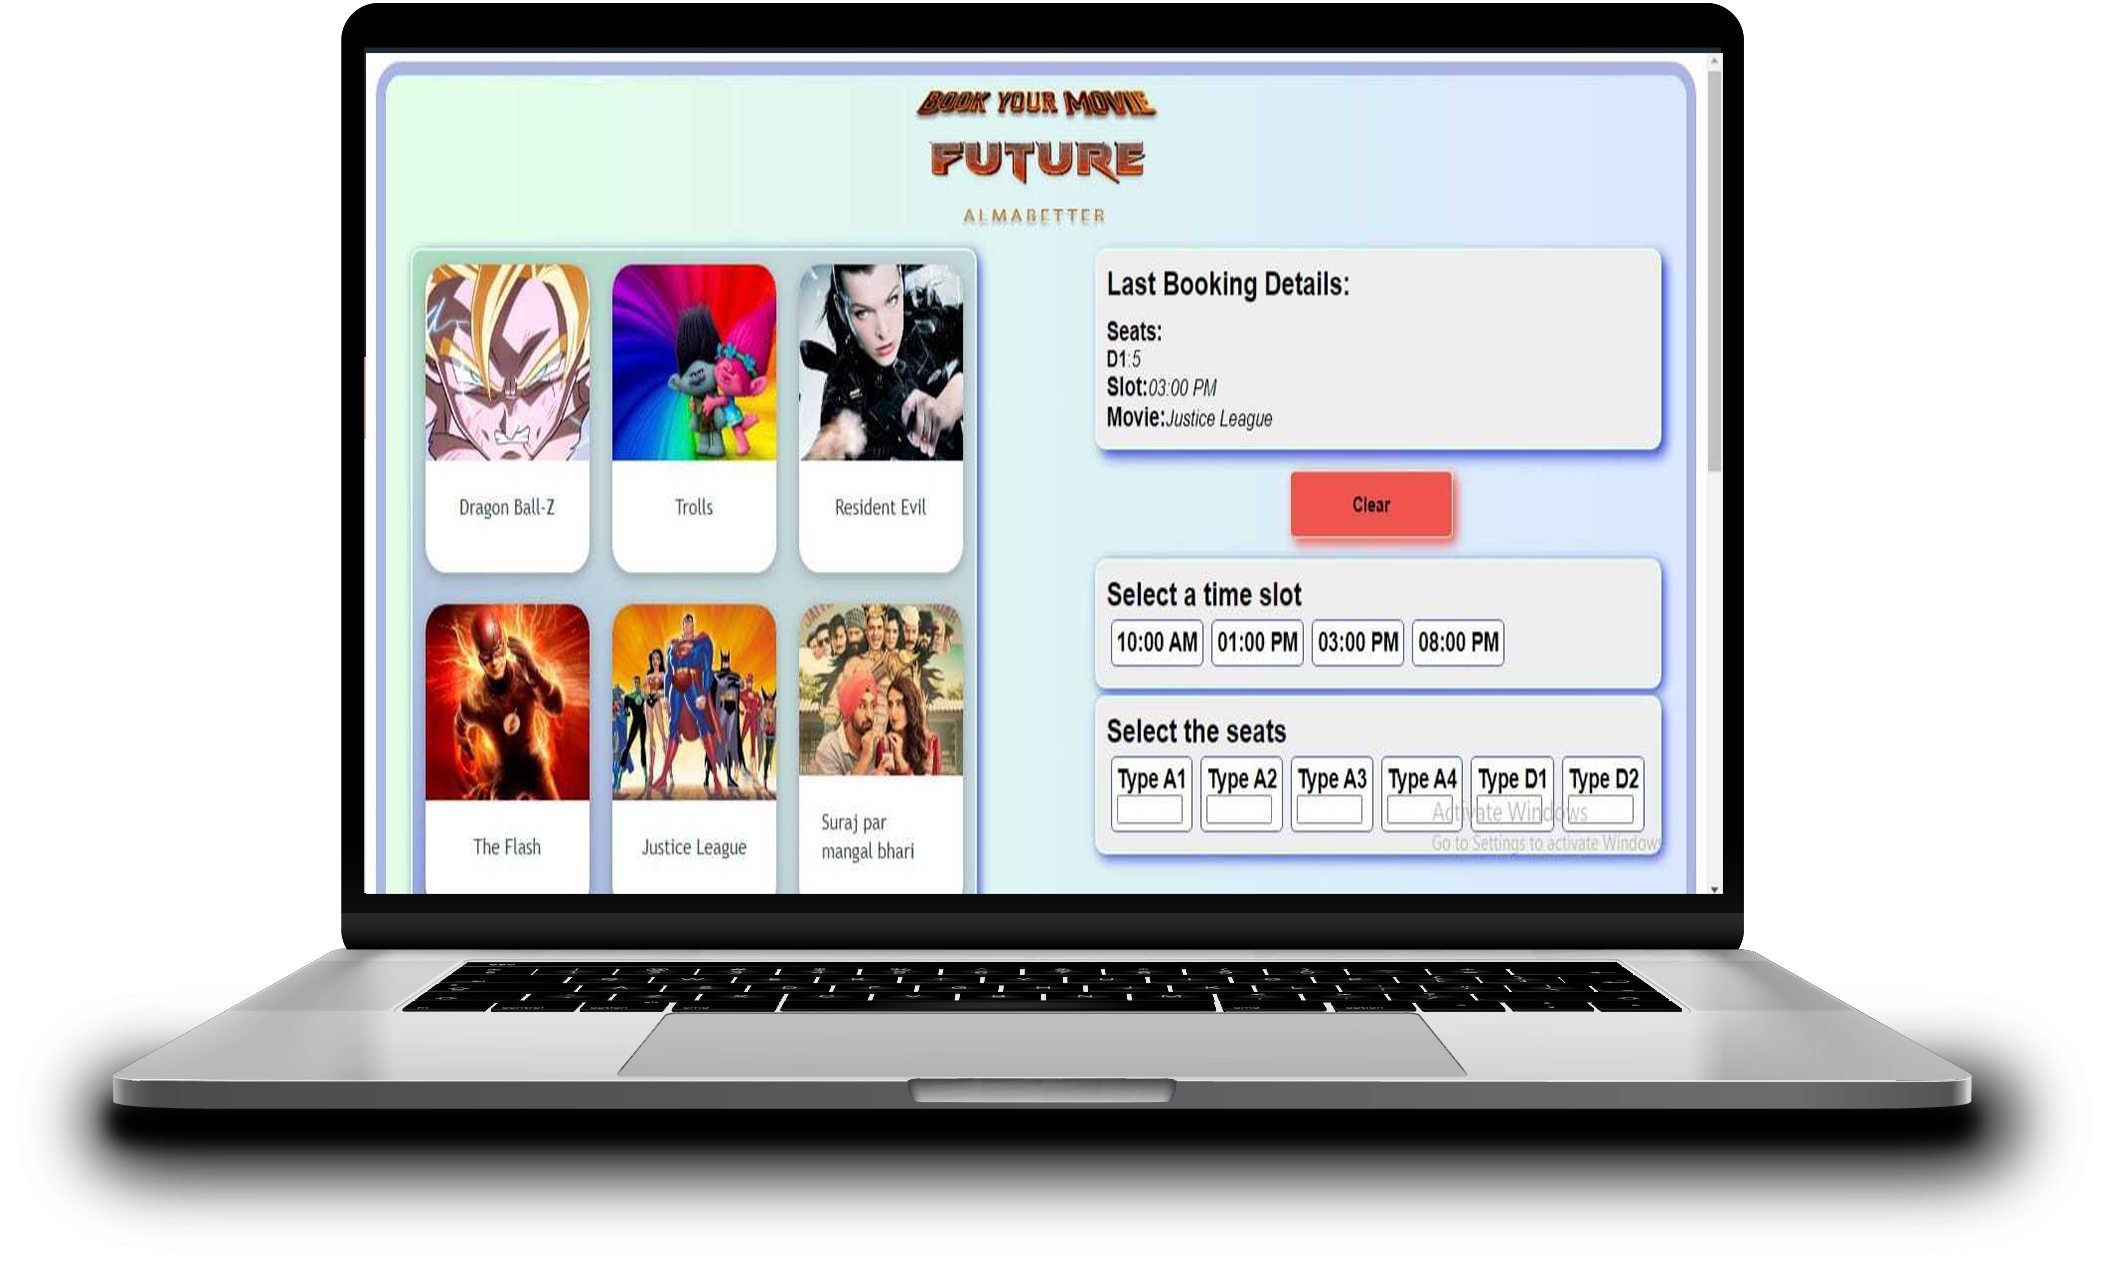 BOOK YOUR MOVIE
FUTURE
ALMABETTER
Dragon Ball-Z
Trolls
Resident Evil
The Flash
Justice League
Suraj par
mangal bhari
Last Booking Details:
Seats:
D1:5
Slot:03:00 PM
Movie:Justice League
Clear
Select a time slot
10:00 AM 01:00 PM 03:00 PM 08:00 PM
Select the seats
Type A1 Type A2 Type A3 Type A4 Type D1 Type D2
Activate Windows
Go to Settings to activate Windows